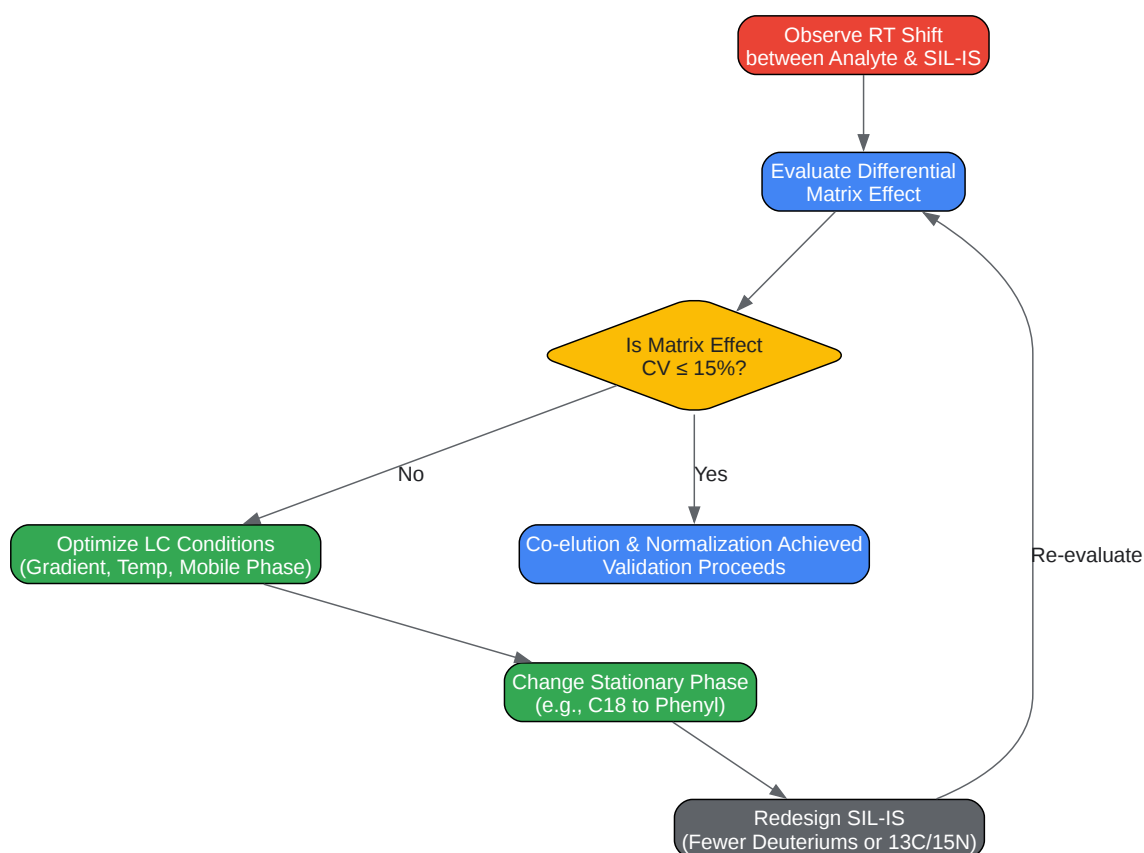 Observe RT Shift
between Analyte & SIL-IS
Evaluate Differential
Matrix Effect
Is Matrix Effect
CV ≤ 15%?
No
Yes
Optimize LC Conditions
(Gradient, Temp, Mobile Phase)
Co-elution & Normalization Achieved
Validation Proceeds
Re-evaluate
Change Stationary Phase
(e.g., C18 to Phenyl)
Redesign SIL-IS
(Fewer Deuteriums or 13C/15N)